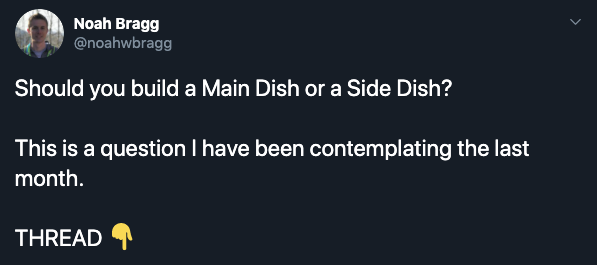 Noah Bragg
@noahwbragg
Should you build a Main Dish or a Side Dish?
This is a question I have been contemplating the last
month.
THREAD 👇